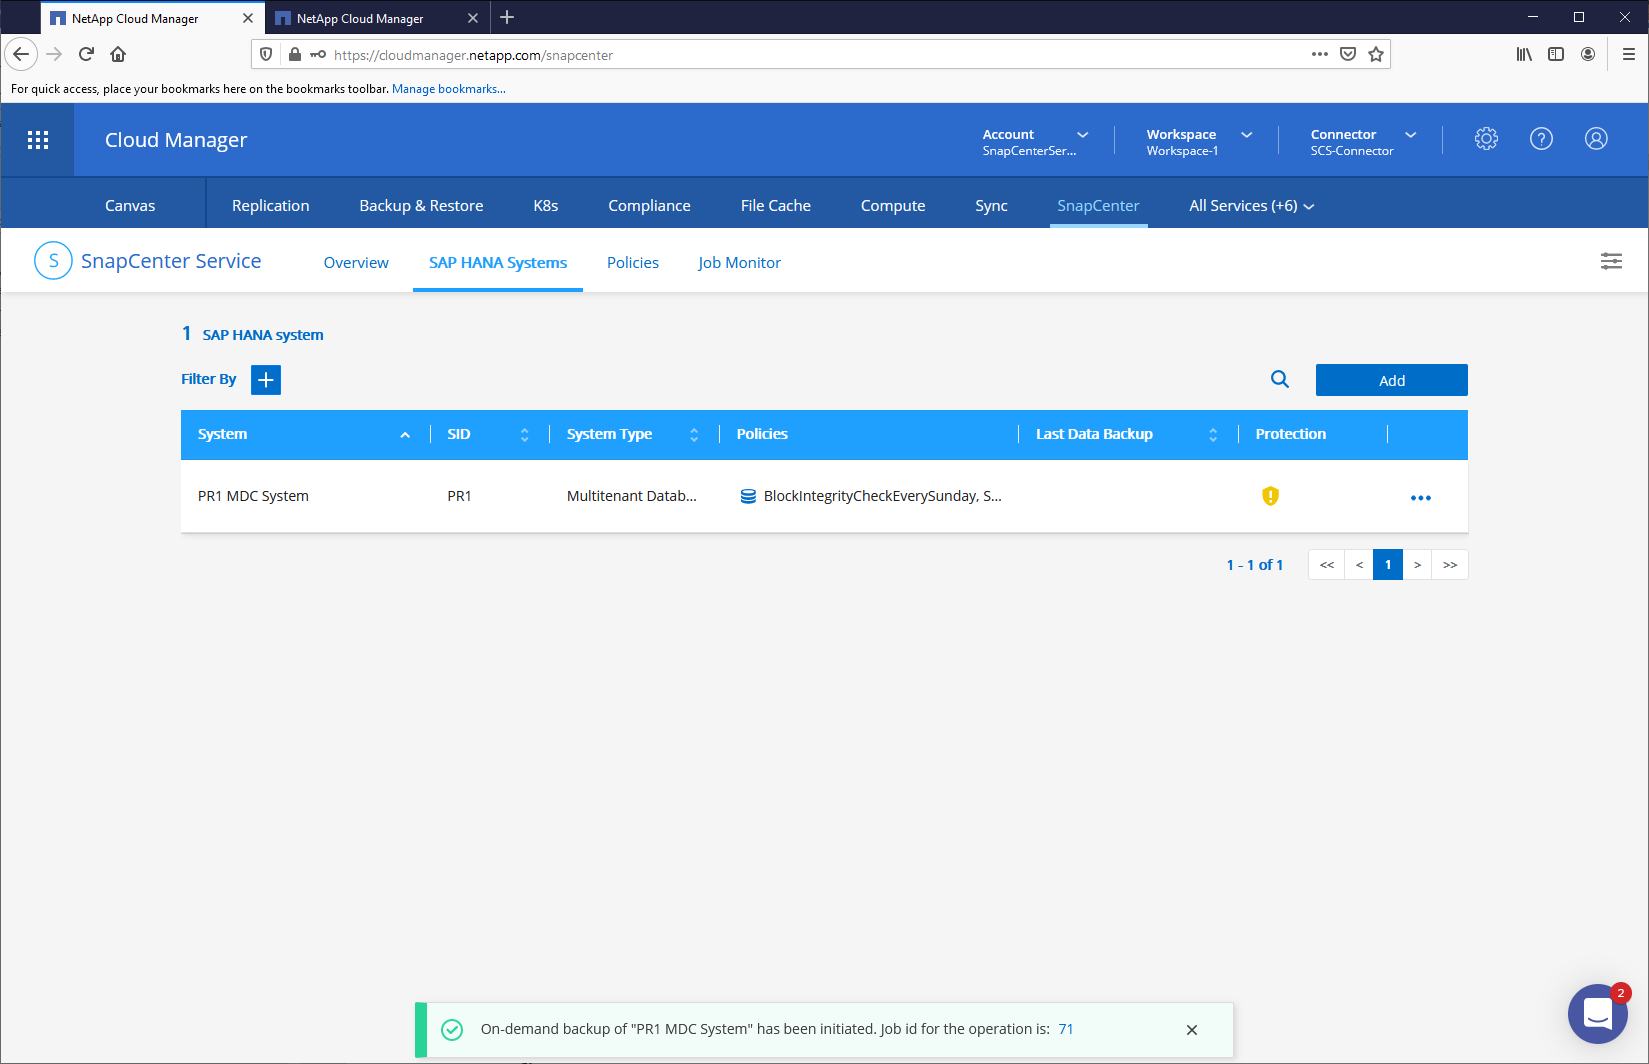 NetApp Cloud Manager
NetApp Cloud Manager
https://cloudmanager.netapp.com/snapcenter
For quick access, place your bookmarks here on the bookmarks toolbar. Manage bookmarks...
Cloud Manager
Account
SnapCenterSer...
Workspace
Workspace-1
Connector
SCS-Connector
Canvas Replication Backup & Restore K8s Compliance File Cache Compute Sync SnapCenter All Services (+6)
S SnapCenter Service Overview SAP HANA Systems Policies Job Monitor
1 SAP HANA system
Filter By + Add
System SID System Type Policies Last Data Backup Protection
PR1 MDC System PR1 Multitenant Datab... BlockIntegrityCheckEverySunday, S...
1 - 1 of 1 << < 1 > >>
2
On-demand backup of "PR1 MDC System" has been initiated. Job id for the operation is: 71